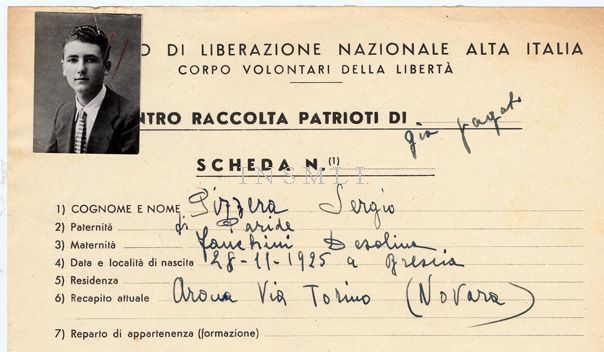 O DI LIBERAZIONE NAZIONALE ALTA ITALIA
CORPO VOLONTARI DELLA LIBERTÀ
NTRO RACCOLTA PATRIOTI DI
già pagato
SCHEDA N. (1)
INSMLI
1) COGNOME E NOME Pizzera Sergio
2) Paternità di Paride
3) Maternità Desolina
4) Data e località di nascita 28-11-1925 a Brescia
5) Residenza
6) Recapito attuale Arona Via Torino (Novara)
7) Reparto di appartenenza (formazione)